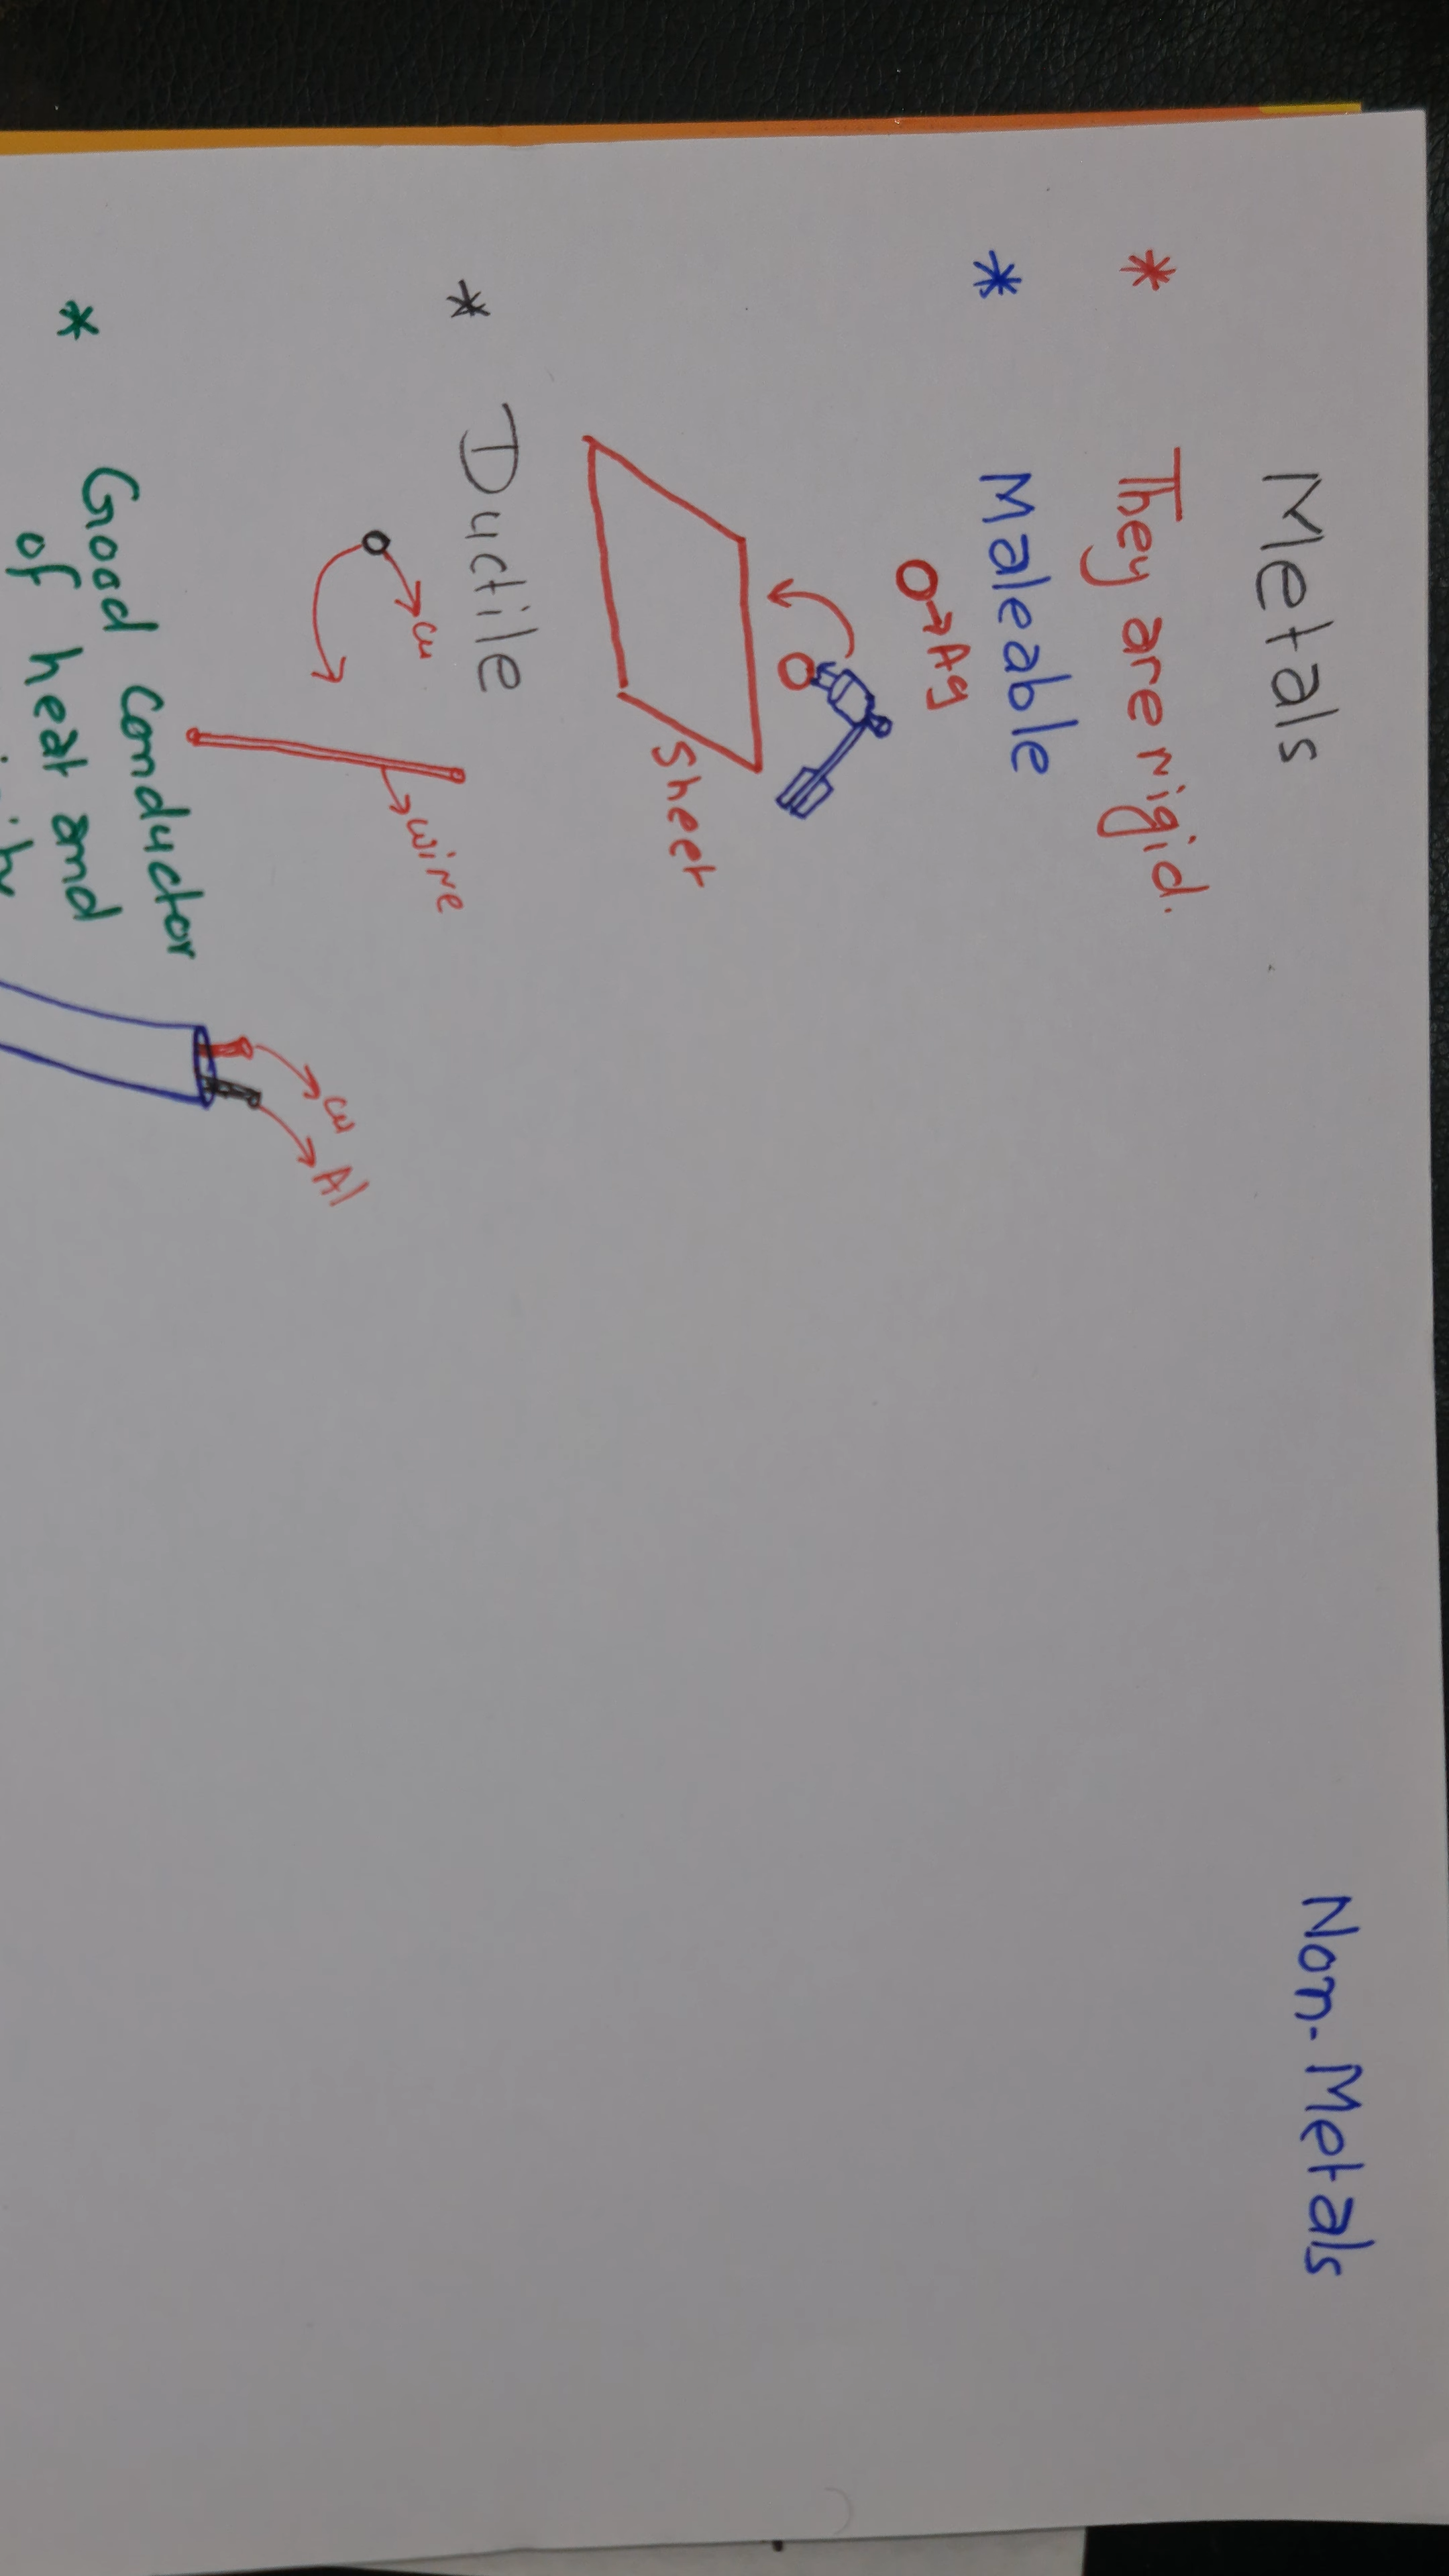 Metals
Non-Metals
* They are rigid.
* Maleable
Ag
Sheet
* Ductile
Cu
wire
* Good conductor
of heat and
Cu
Al